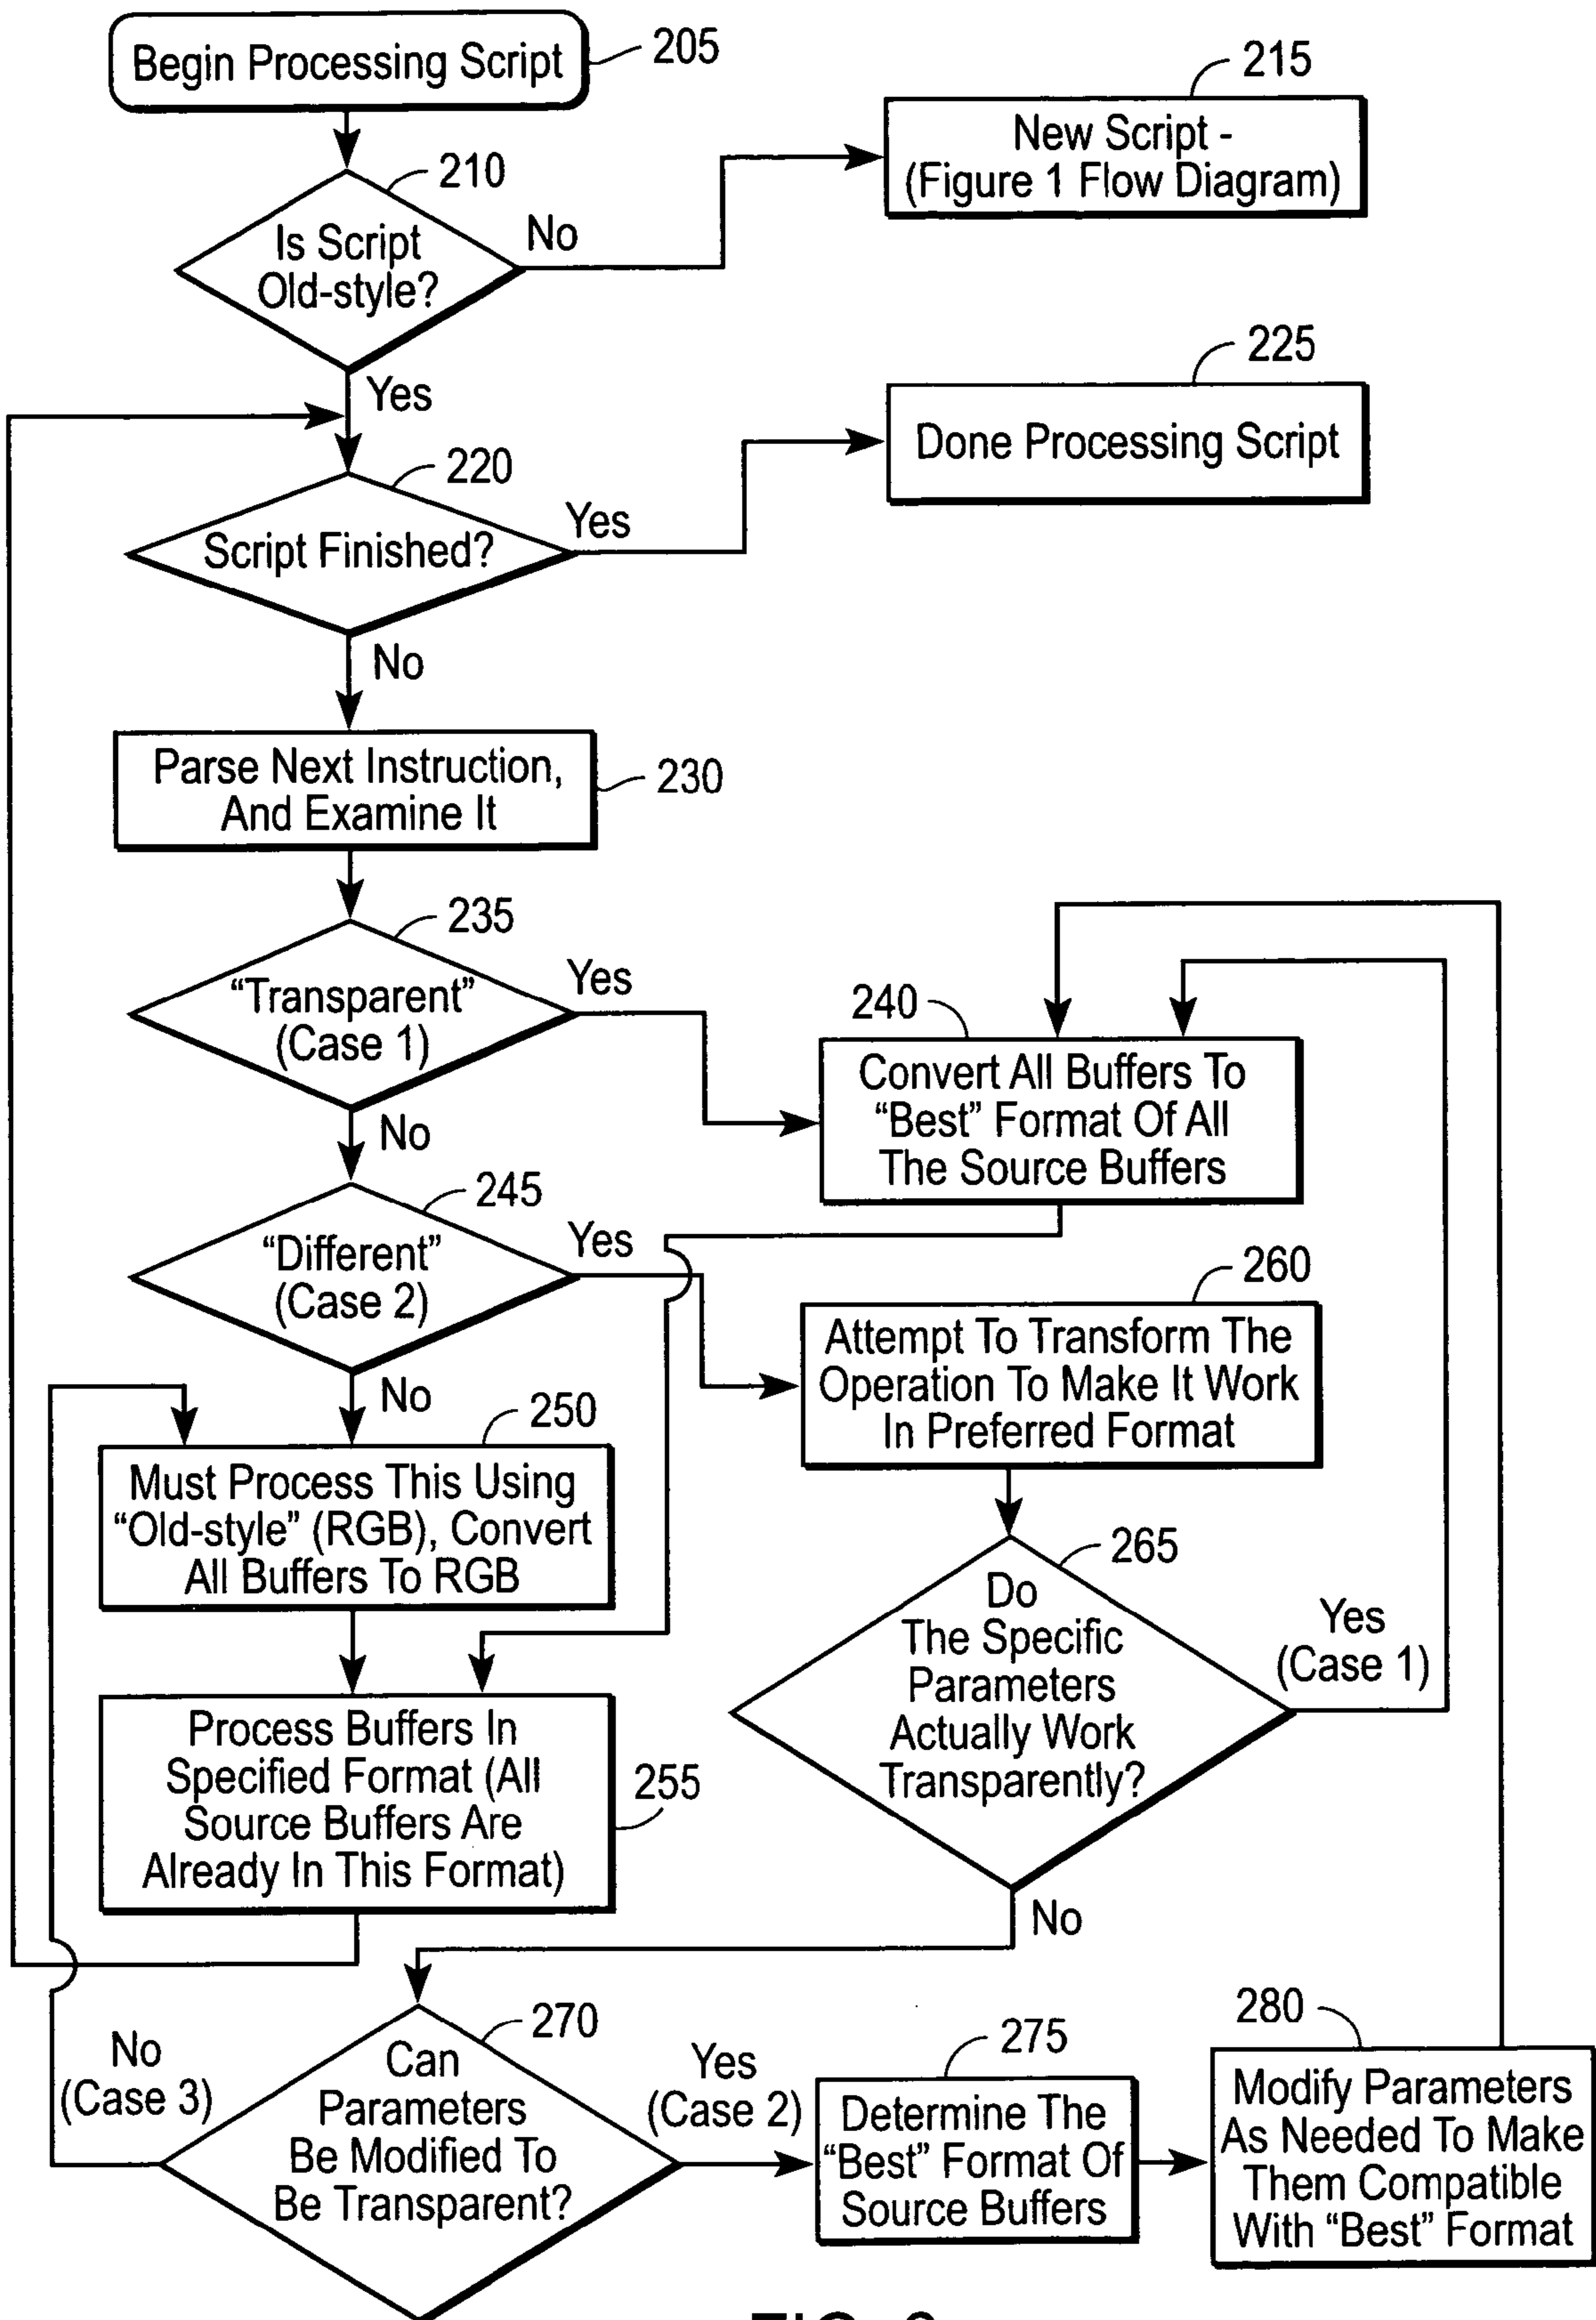 Begin Processing Script
205
215
New Script -
(Figure 1 Flow Diagram)
210
Is Script
Old-style?
No
Yes
225
Done Processing Script
220
Script Finished?
Yes
No
Parse Next Instruction,
And Examine It
230
235
"Transparent"
(Case 1)
Yes
No
240
Convert All Buffers To
"Best" Format Of All
The Source Buffers
245
"Different"
(Case 2)
Yes
No
260
Attempt To Transform The
Operation To Make It Work
In Preferred Format
250
Must Process This Using
"Old-style" (RGB), Convert
All Buffers To RGB
265
Do
The Specific
Parameters
Actually Work
Transparently?
Yes
(Case 1)
No
Process Buffers In
Specified Format (All
Source Buffers Are
Already In This Format)
255
270
Can
Parameters
Be Modified To
Be Transparent?
No
(Case 3)
Yes
(Case 2)
275
Determine The
"Best" Format Of
Source Buffers
280
Modify Parameters
As Needed To Make
Them Compatible
With "Best" Format